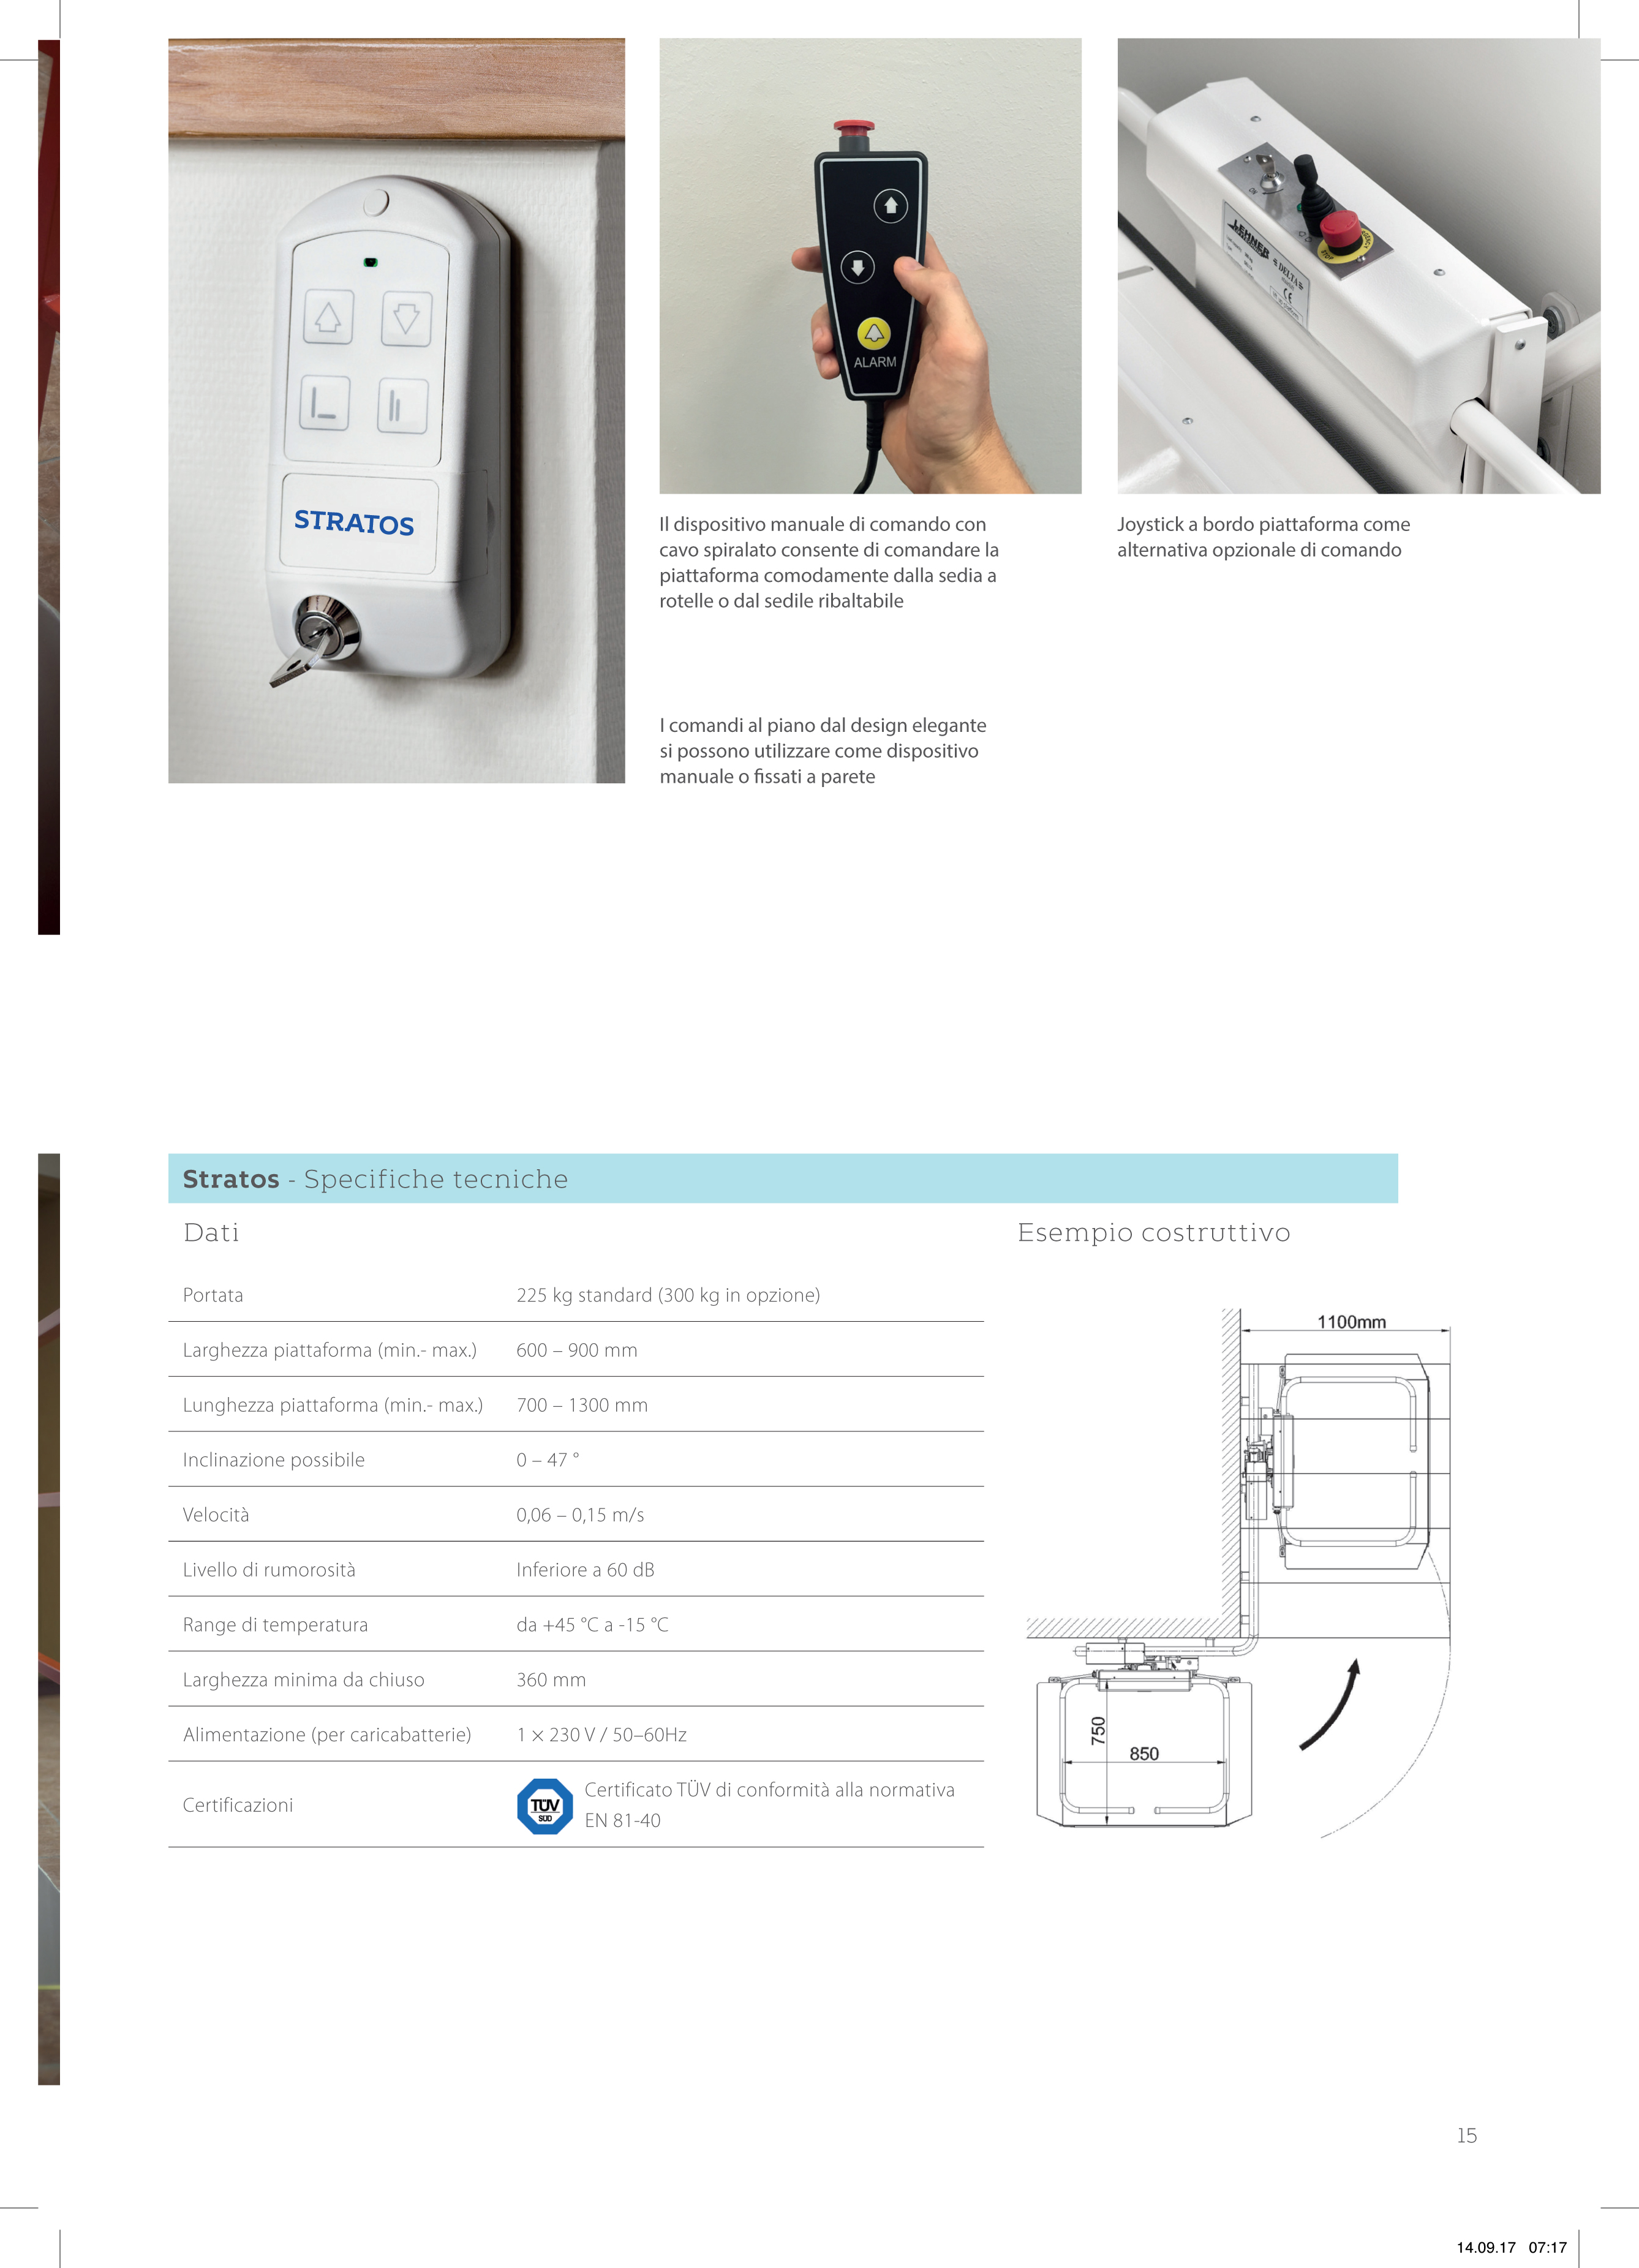 STRATOS
ALARM
LEHNER
DELTA
Il dispositivo manuale di comando con
cavo spiralato consente di comandare la
piattaforma comodamente dalla sedia a
rotelle o dal sedile ribaltabile
Joystick a bordo piattaforma come
alternativa opzionale di comando
I comandi al piano dal design elegante
si possono utilizzare come dispositivo
manuale o fissati a parete
Stratos - Specifiche tecniche
Dati
Portata 225 kg standard (300 kg in opzione)
Larghezza piattaforma (min.- max.) 600 – 900 mm
Lunghezza piattaforma (min.- max.) 700 – 1300 mm
Inclinazione possibile 0 – 47 °
Velocità 0,06 – 0,15 m/s
Livello di rumorosità Inferiore a 60 dB
Range di temperatura da +45 °C a -15 °C
Larghezza minima da chiuso 360 mm
Alimentazione (per caricabatterie) 1 × 230 V / 50–60Hz
Certificazioni
TÜV
SÜD
Certificato TÜV di conformità alla normativa
EN 81-40
Esempio costruttivo
1100mm
750
850
15
14.09.17 07:17